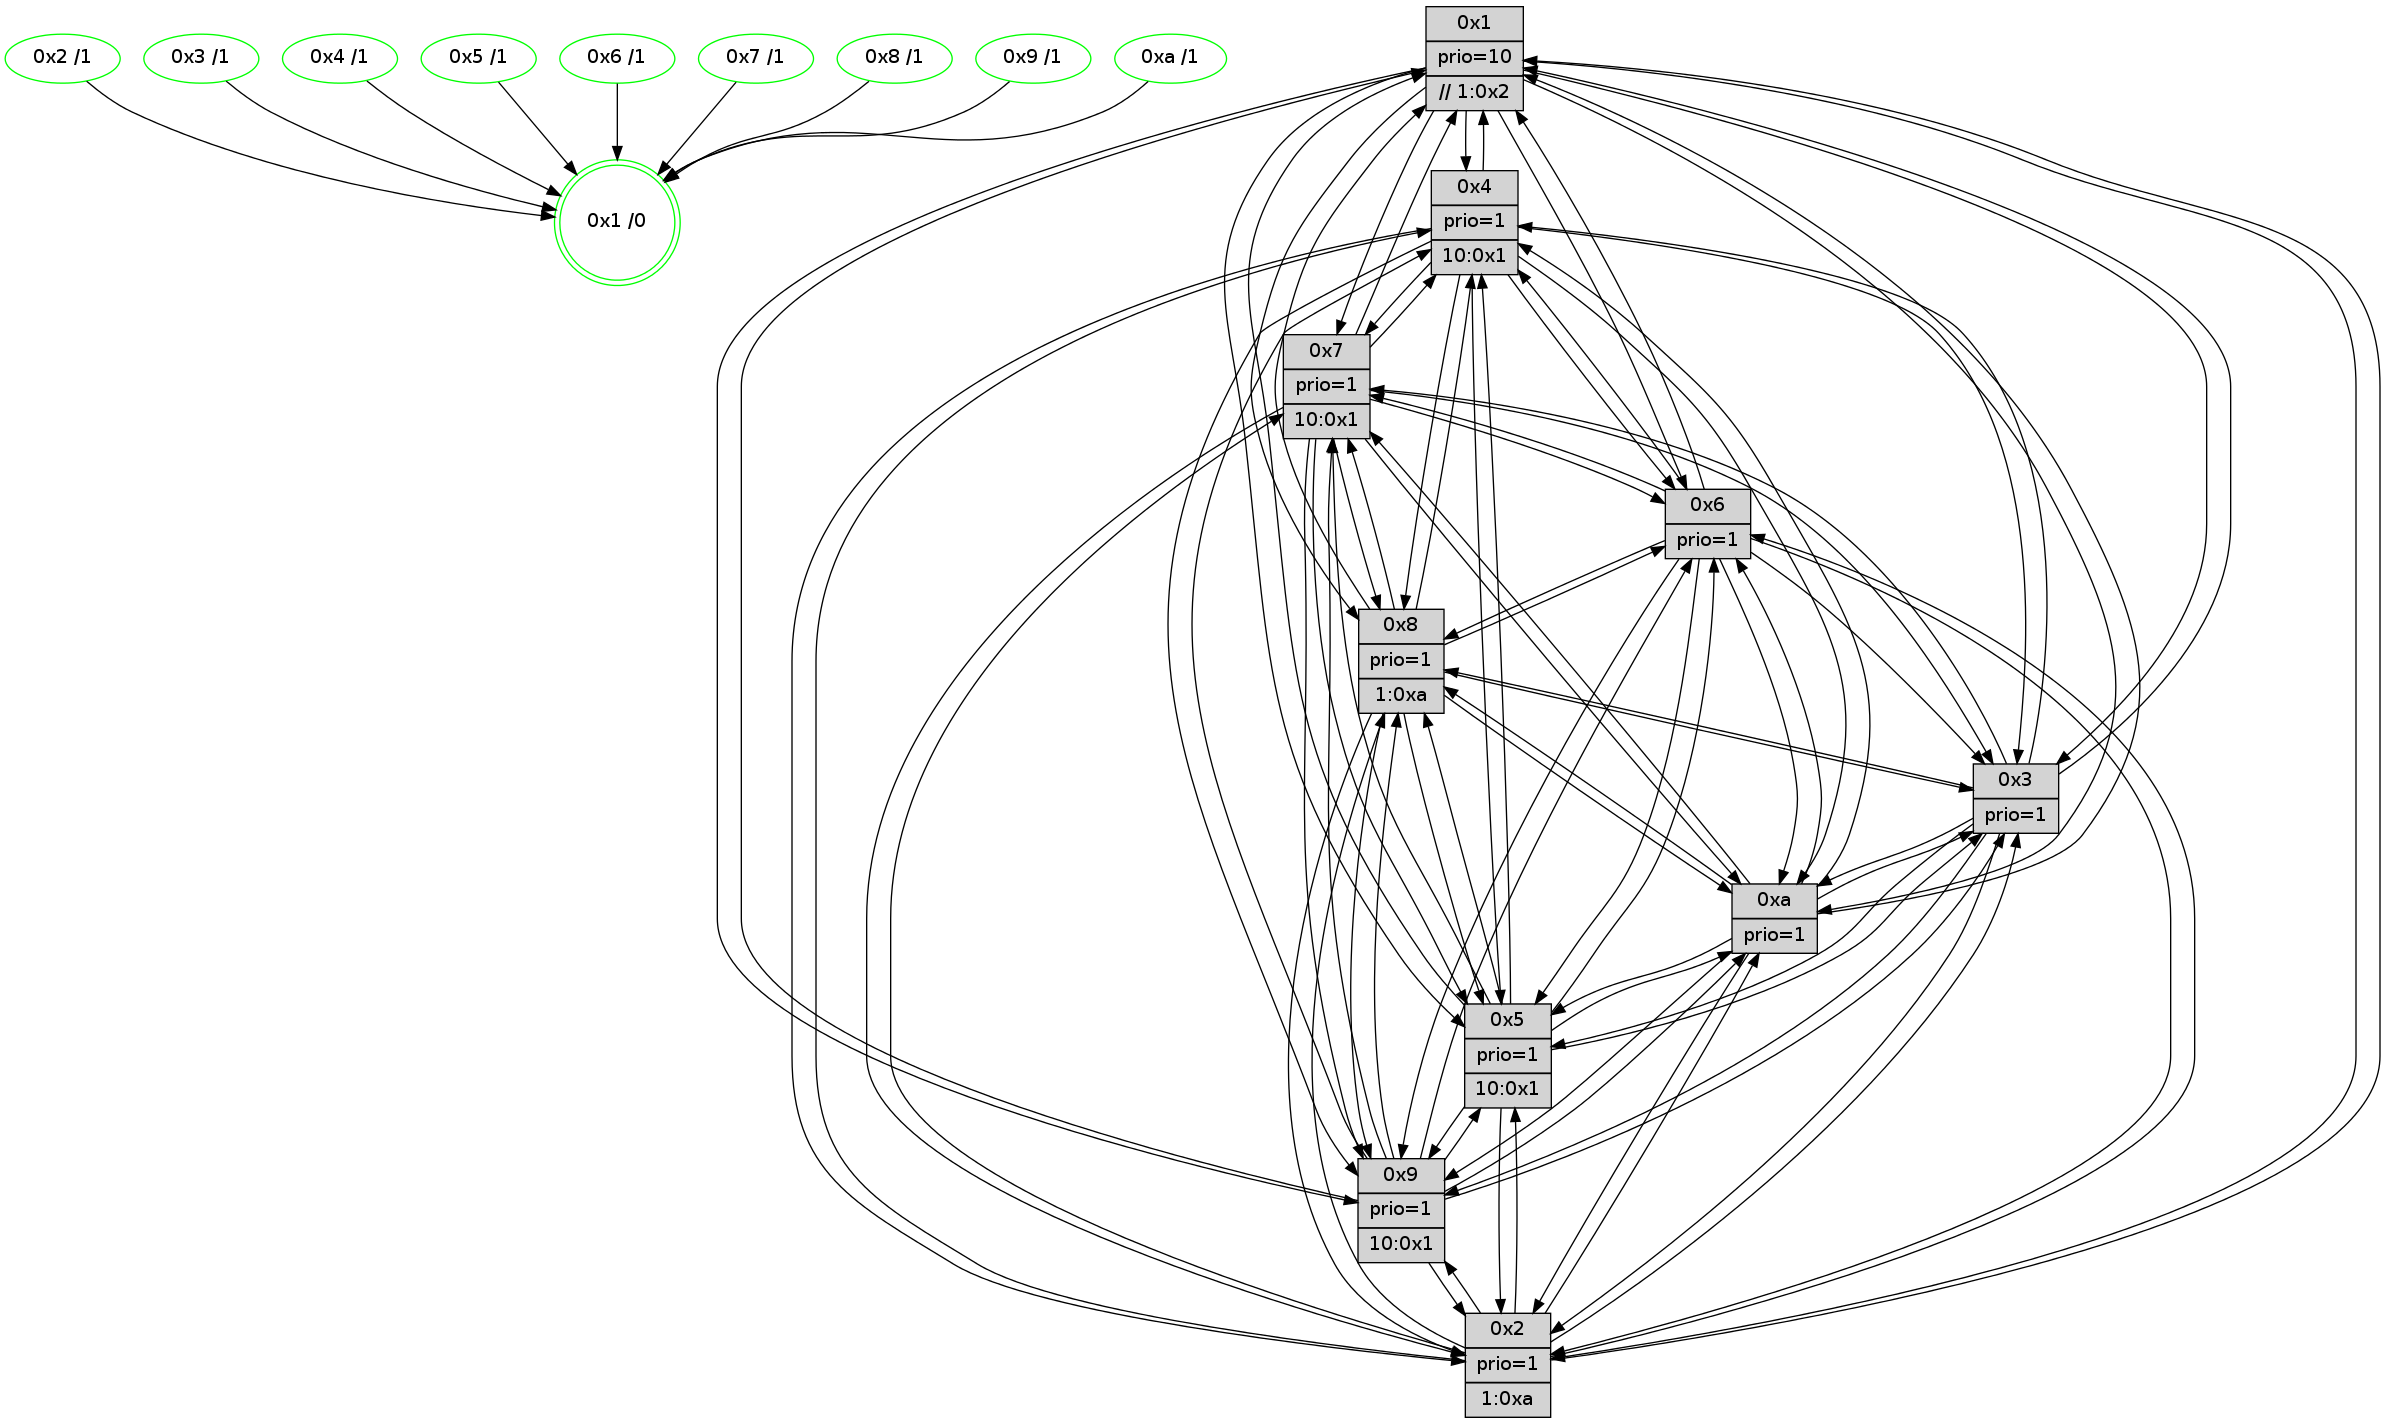 0x2 /1
0x3 /1
0x4 /1
0x5 /1
0x6 /1
0x7 /1
0x8 /1
0x9 /1
0xa /1
0x1 /0
0x1
prio=10
// 1:0x2
0x4
prio=1
10:0x1
0x7
prio=1
10:0x1
0x6
prio=1
0x8
prio=1
1:0xa
0x3
prio=1
0xa
prio=1
0x5
prio=1
10:0x1
0x9
prio=1
10:0x1
0x2
prio=1
1:0xa